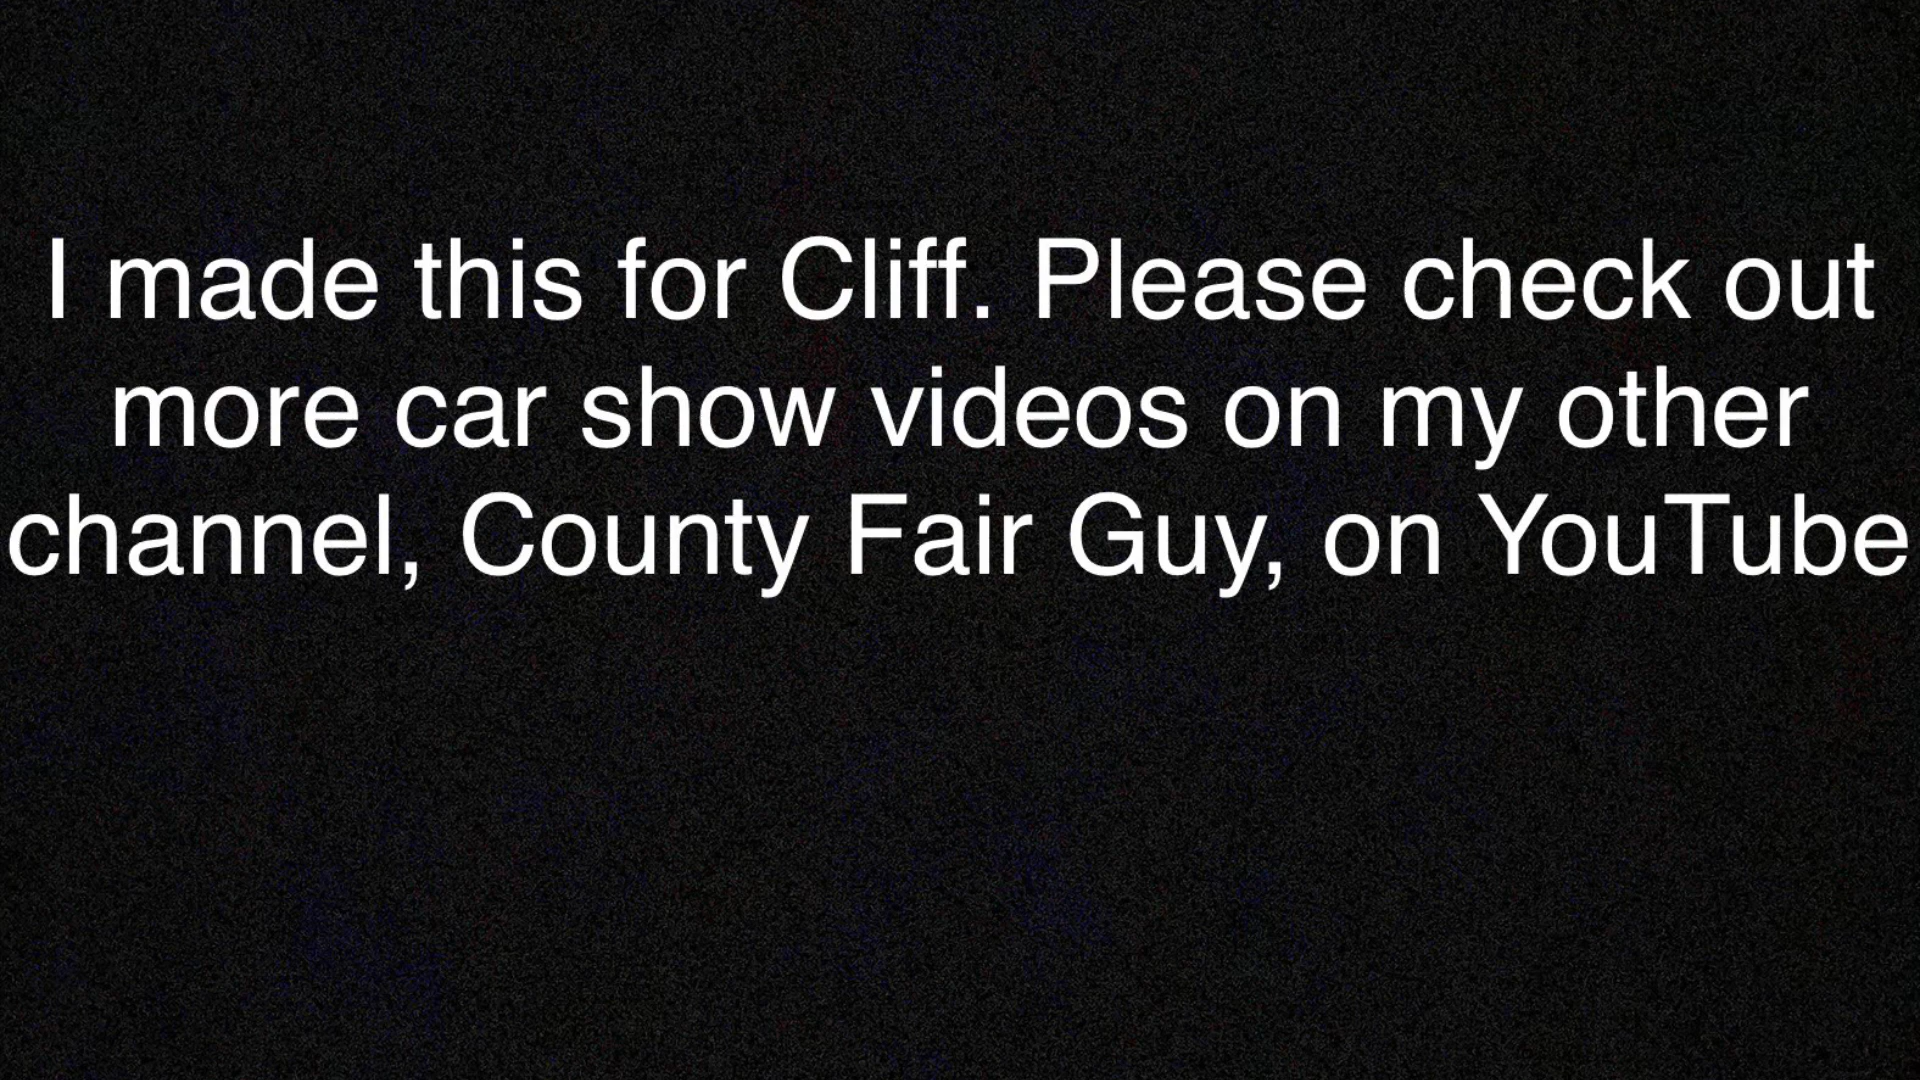 I made this for Cliff. Please check out
more car show videos on my other
channel, County Fair Guy, on YouTube